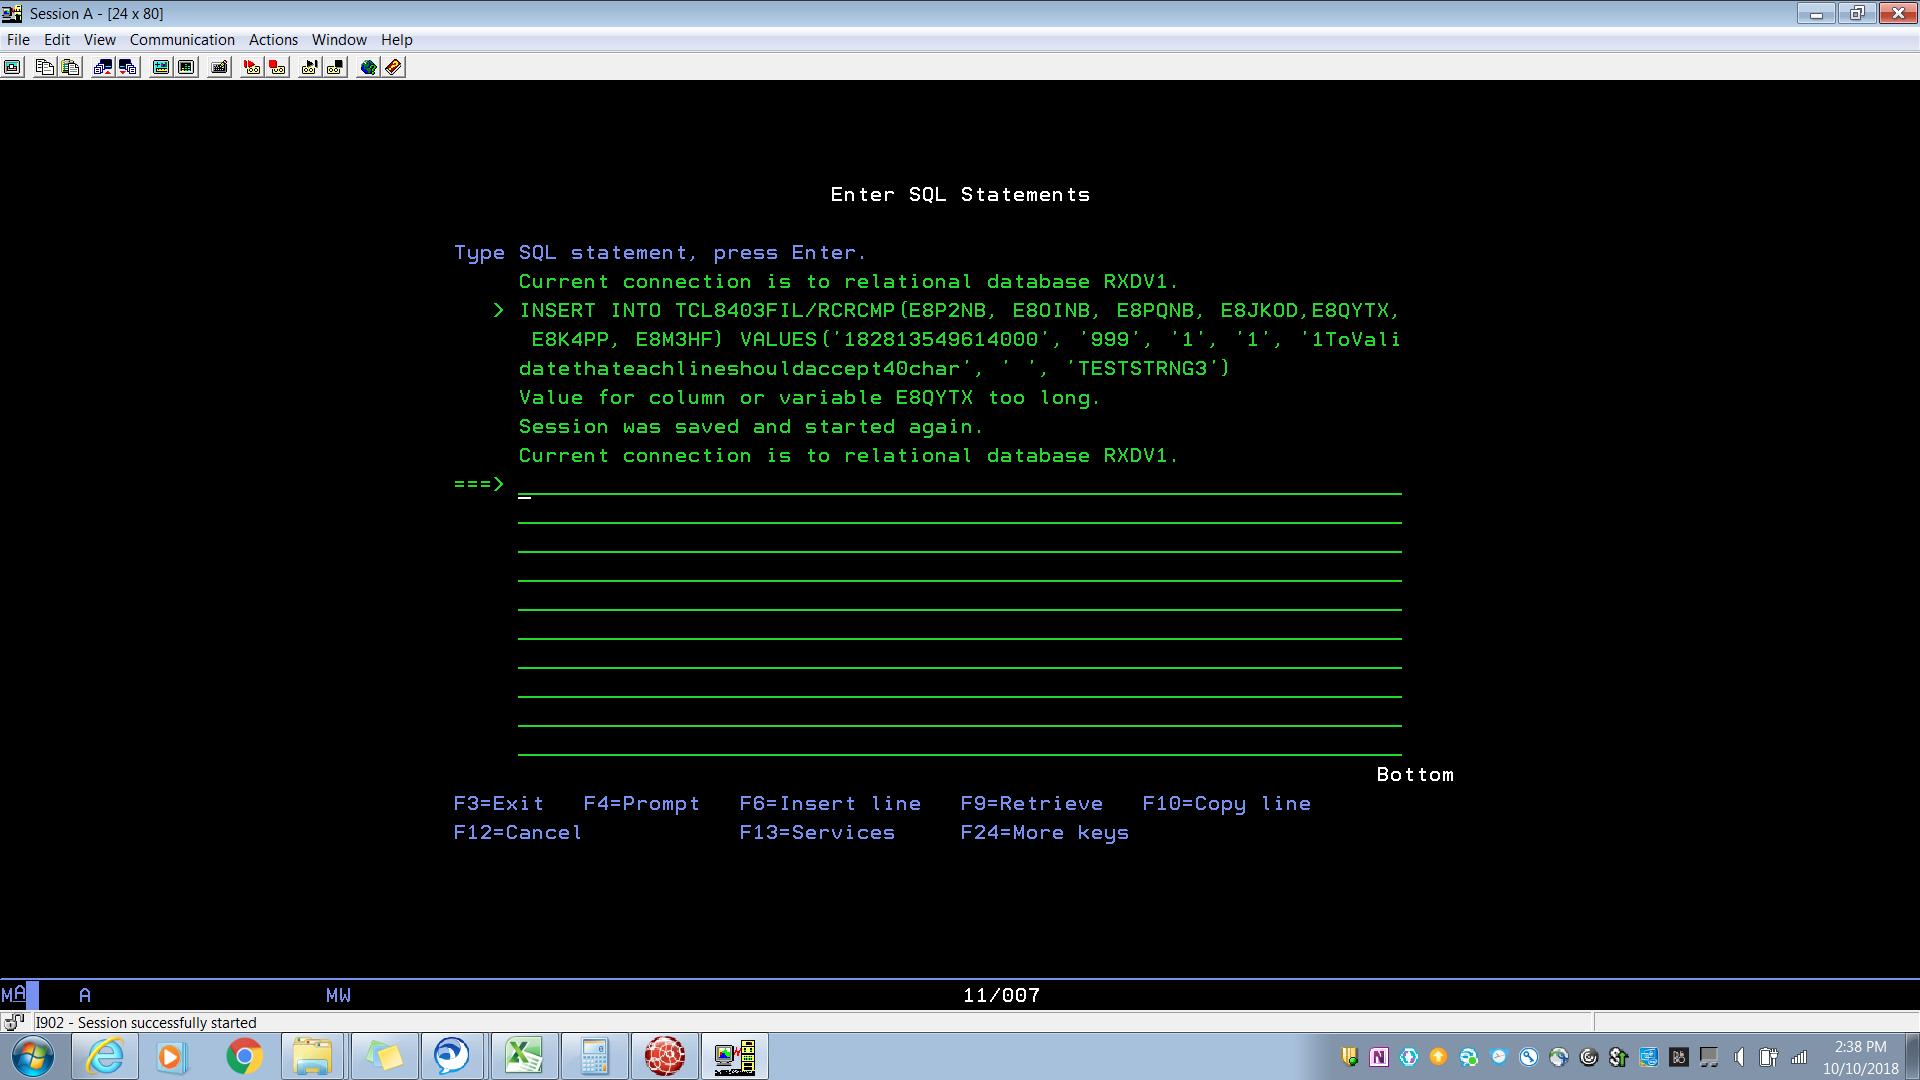 Session A - [24 x 80]
File Edit View Communication Actions Window Help
Enter SQL Statements
Type SQL statement, press Enter.
Current connection is to relational database RXDV1.
> INSERT INTO TCL8403FIL/RCRCMP(E8P2NB, E8OINB, E8PQNB, E8JKOD,E8QYTX,
E8K4PP, E8M3HF) VALUES('182813549614000', '999', '1', '1', '1ToVali
datethateachlineshouldaccept40char', ' ', 'TESTSTRNG3')
Value for column or variable E8QYTX too long.
Session was saved and started again.
Current connection is to relational database RXDV1.
===> _
Bottom
F3=Exit F4=Prompt F6=Insert line F9=Retrieve F10=Copy line
F12=Cancel F13=Services F24=More keys
MA A MW 11/007
I902 - Session successfully started
2:38 PM
10/10/2018